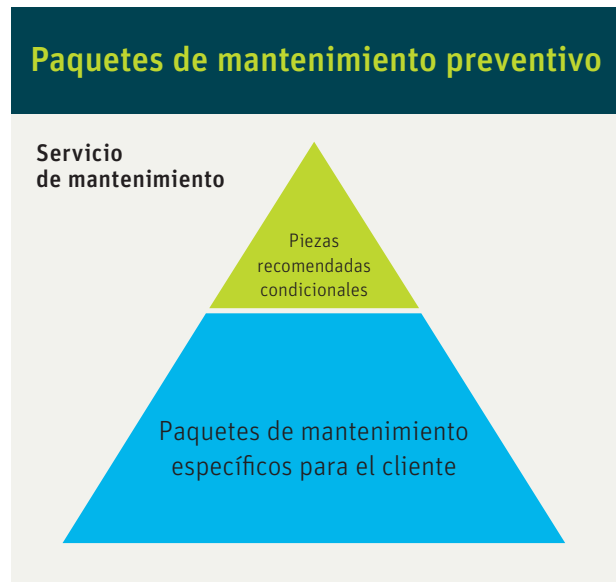 Paquetes de mantenimiento preventivo
Servicio
de mantenimiento
Piezas
recomendadas
condicionales
Paquetes de mantenimiento
específicos para el cliente